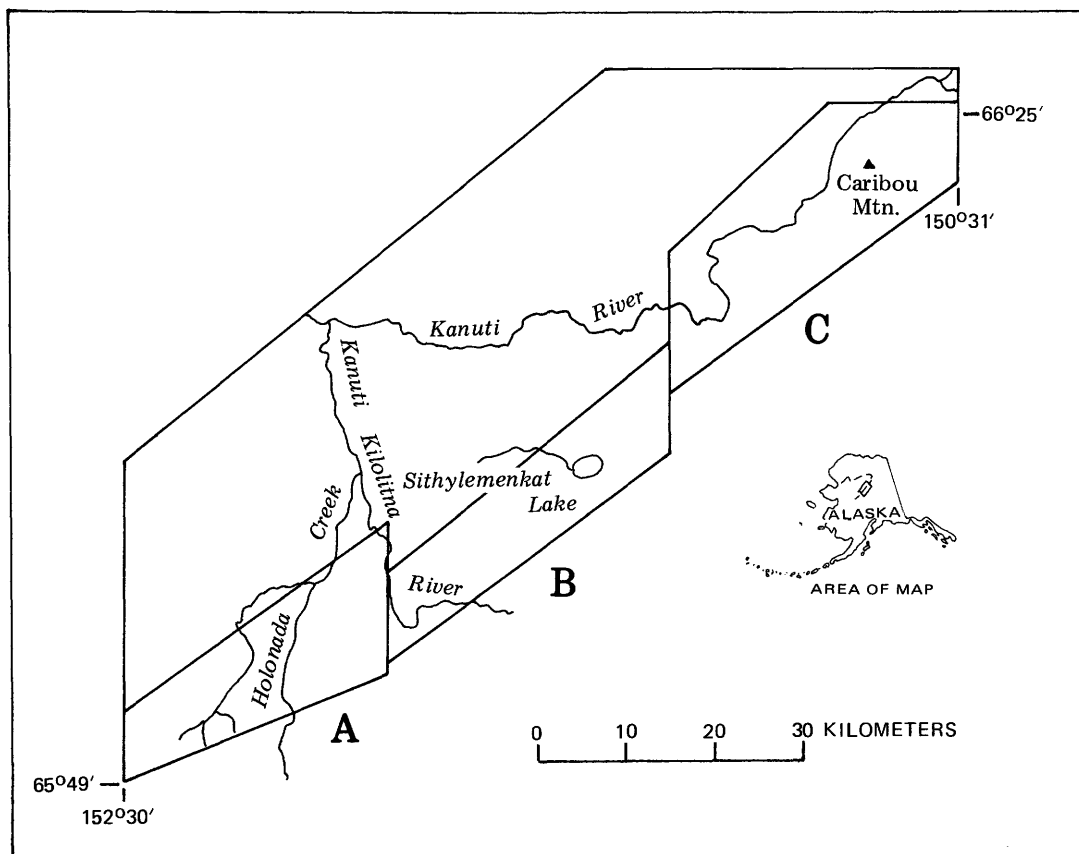 66°25′
Caribou
Mtn.
150°31′
River
Kanuti
C
Kanuti
Kilolitna
Sithylemenkat
Lake
Creek
ALASKA
AREA OF MAP
B
River
Holonada
A
0 10 20 30 KILOMETERS
65°49′
152°30′